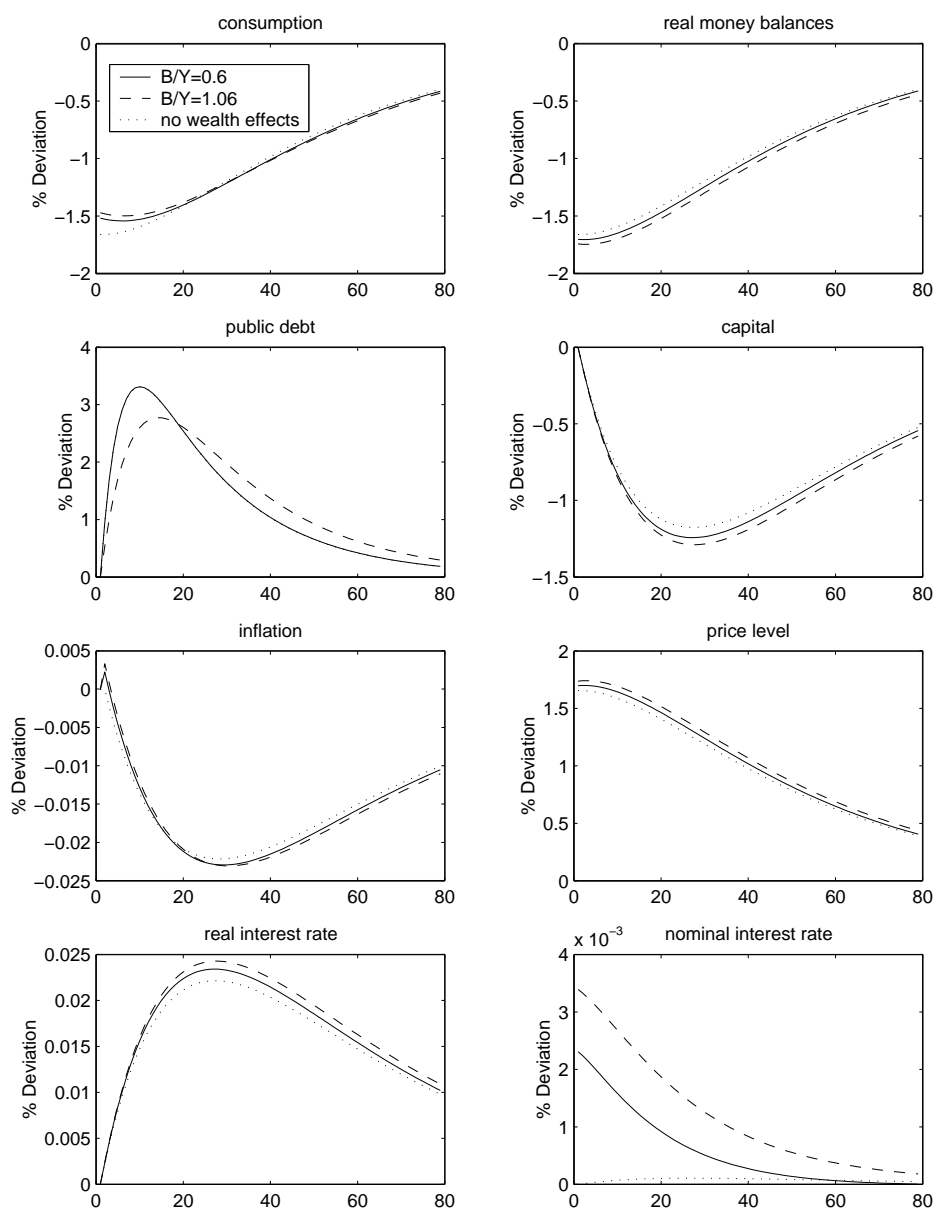 consumption
0
−0.5
−1
−1.5
−2
% Deviation
B/Y=0.6
B/Y=1.06
no wealth effects
0 20 40 60 80
real money balances
0
−0.5
−1
−1.5
−2
% Deviation
0 20 40 60 80
public debt
4
3
2
1
0
% Deviation
0 20 40 60 80
capital
0
−0.5
−1
−1.5
% Deviation
0 20 40 60 80
inflation
0.005
0
−0.005
−0.01
−0.015
−0.02
−0.025
% Deviation
0 20 40 60 80
price level
2
1.5
1
0.5
0
% Deviation
0 20 40 60 80
real interest rate
0.025
0.02
0.015
0.01
0.005
0
% Deviation
0 20 40 60 80
x 10−3
nominal interest rate
4
3
2
1
0
% Deviation
0 20 40 60 80